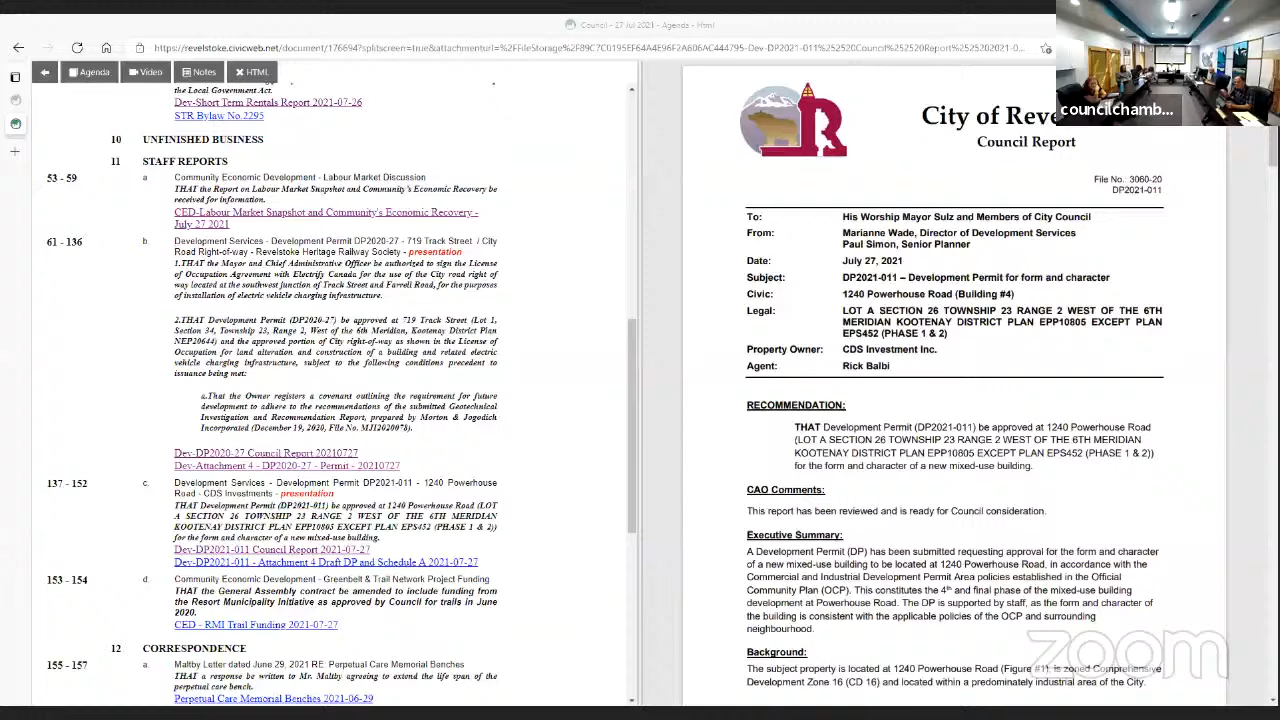 Council - 27 Jul 2021 - Agenda - Html
https://revelstoke.civicweb.net/document/176694?splitscreen=true&attachmenturl=%2FFileStorage%2F89C7C0195EF64A4E96F2A606AC444795-Dev-DP2021-011%252520Council%252520Report%2525202021-0...
Agenda
Video
Notes
HTML
the Local Government Act.
Dev-Short Term Rentals Report 2021-07-26
STR Bylaw No.2295
10 UNFINISHED BUSINESS
11 STAFF REPORTS
53 - 59 a Community Economic Development - Labour Market Discussion
THAT the Report on Labour Market Snapshot and Community's Economic Recovery be
received for information.
CED-Labour Market Snapshot and Community's Economic Recovery -
July 27 2021
61 - 136 b. Development Services - Development Permit DP2020-27 - 719 Track Street / City
Road Right-of-way - Revelstoke Heritage Railway Society - presentation
1.THAT the Mayor and Chief Administrative Officer be authorized to sign the License
of Occupation Agreement with Electrify Canada for the use of the City road right of
way located at the southwest junction of Track Street and Farrell Road, for the purposes
of installation of electric vehicle charging infrastructure.
2.THAT Development Permit (DP2020-27) be approved at 719 Track Street (Lot 1,
Section 34, Township 23, Range 2, West of the 6th Meridian, Kootenay District Plan
NEP20644) and the approved portion of City right-of-way as shown in the License of
Occupation for land alteration and construction of a building and related electric
vehicle charging infrastructure, subject to the following conditions precedent to
issuance being met:
a.That the Owner registers a covenant outlining the requirement for future
development to adhere to the recommendations of the submitted Geotechnical
Investigation and Recommendation Report, prepared by Morton & Jogodich
Incorporated (December 19, 2020, File No. MJI2020078).
Dev-DP2020-27 Council Report 20210727
Dev-Attachment 4 - DP2020-27 - Permit - 20210727
137 - 152 c. Development Services - Development Permit DP2021-011 - 1240 Powerhouse
Road - CDS Investments - presentation
THAT Development Permit (DP2021-011) be approved at 1240 Powerhouse Road (LOT
A SECTION 26 TOWNSHIP 23 RANGE 2 WEST OF THE 6TH MERIDIAN
KOOTENAY DISTRICT PLAN EPP10805 EXCEPT PLAN EPS452 (PHASE 1 & 2))
for the form and character of a new mixed-use building.
Dev-DP2021-011 Council Report 2021-07-27
Dev-DP2021-011 - Attachment 4 Draft DP and Schedule A 2021-07-27
153 - 154 d. Community Economic Development - Greenbelt & Trail Network Project Funding
THAT the General Assembly contract be amended to include funding from
the Resort Municipality Initiative as approved by Council for trails in June
2020.
CED - RMI Trail Funding 2021-07-27
12 CORRESPONDENCE
155 - 157 a. Maltby Letter dated June 29, 2021 RE: Perpetual Care Memorial Benches
THAT a response be written to Mr. Maltby agreeing to extend the life span of the
perpetual care bench.
Perpetual Care Memorial Benches 2021-06-29
R
City of Reve
Council Report
councilchamb...
File No.: 3060-20
DP2021-011
To: His Worship Mayor Sulz and Members of City Council
From: Marianne Wade, Director of Development Services
Paul Simon, Senior Planner
Date: July 27, 2021
Subject: DP2021-011 – Development Permit for form and character
Civic: 1240 Powerhouse Road (Building #4)
Legal: LOT A SECTION 26 TOWNSHIP 23 RANGE 2 WEST OF THE 6TH
MERIDIAN KOOTENAY DISTRICT PLAN EPP10805 EXCEPT PLAN
EPS452 (PHASE 1 & 2)
Property Owner: CDS Investment Inc.
Agent: Rick Balbi
RECOMMENDATION:
THAT Development Permit (DP2021-011) be approved at 1240 Powerhouse Road
(LOT A SECTION 26 TOWNSHIP 23 RANGE 2 WEST OF THE 6TH MERIDIAN
KOOTENAY DISTRICT PLAN EPP10805 EXCEPT PLAN EPS452 (PHASE 1 & 2))
for the form and character of a new mixed-use building.
CAO Comments:
This report has been reviewed and is ready for Council consideration.
Executive Summary:
A Development Permit (DP) has been submitted requesting approval for the form and character
of a new mixed-use building to be located at 1240 Powerhouse Road, in accordance with the
Commercial and Industrial Development Permit Area policies established in the Official
Community Plan (OCP). This constitutes the 4th and final phase of the mixed-use building
development at Powerhouse Road. The DP is supported by staff, as the form and character of
the building is consistent with the applicable policies of the OCP and surrounding
neighbourhood.
Background:
The subject property is located at 1240 Powerhouse Road (Figure #1), is zoned Comprehensive
Development Zone 16 (CD 16) and located within a predominately industrial area of the City.
zoom